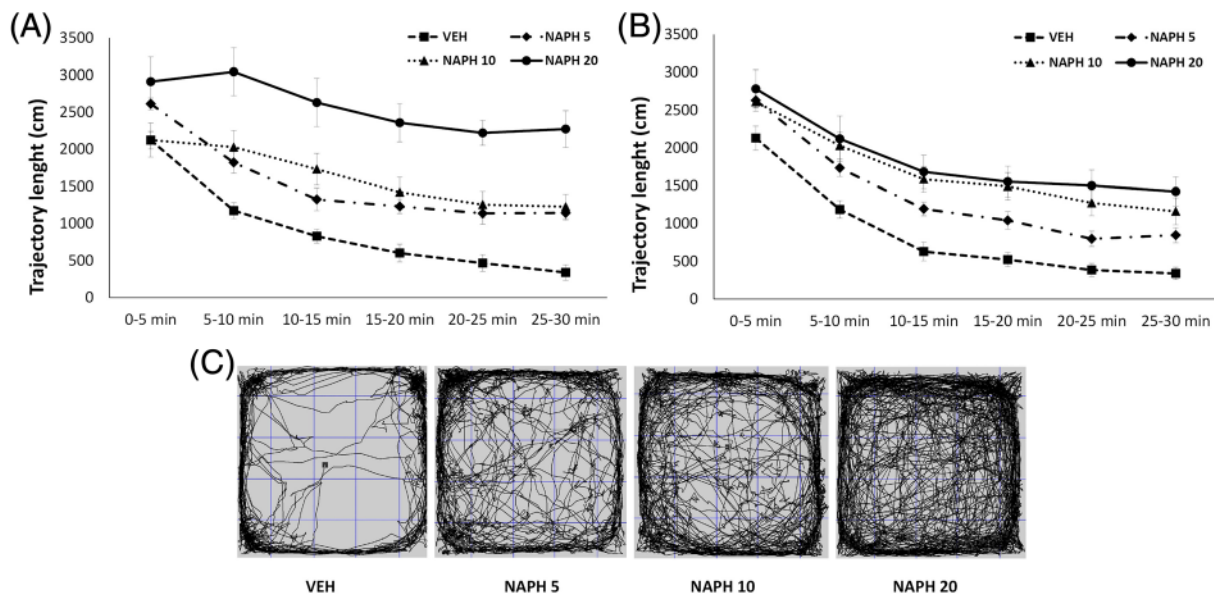 (A)
Trajectory lenght (cm)
3500
3000
2500
2000
1500
1000
500
0
VEH
NAPH 5
NAPH 10
NAPH 20
0-5 min
5-10 min
10-15 min
15-20 min
20-25 min
25-30 min
(B)
Trajectory lenght (cm)
3500
3000
2500
2000
1500
1000
500
0
VEH
NAPH 5
NAPH 10
NAPH 20
0-5 min
5-10 min
10-15 min
15-20 min
20-25 min
25-30 min
(C)
VEH
NAPH 5
NAPH 10
NAPH 20